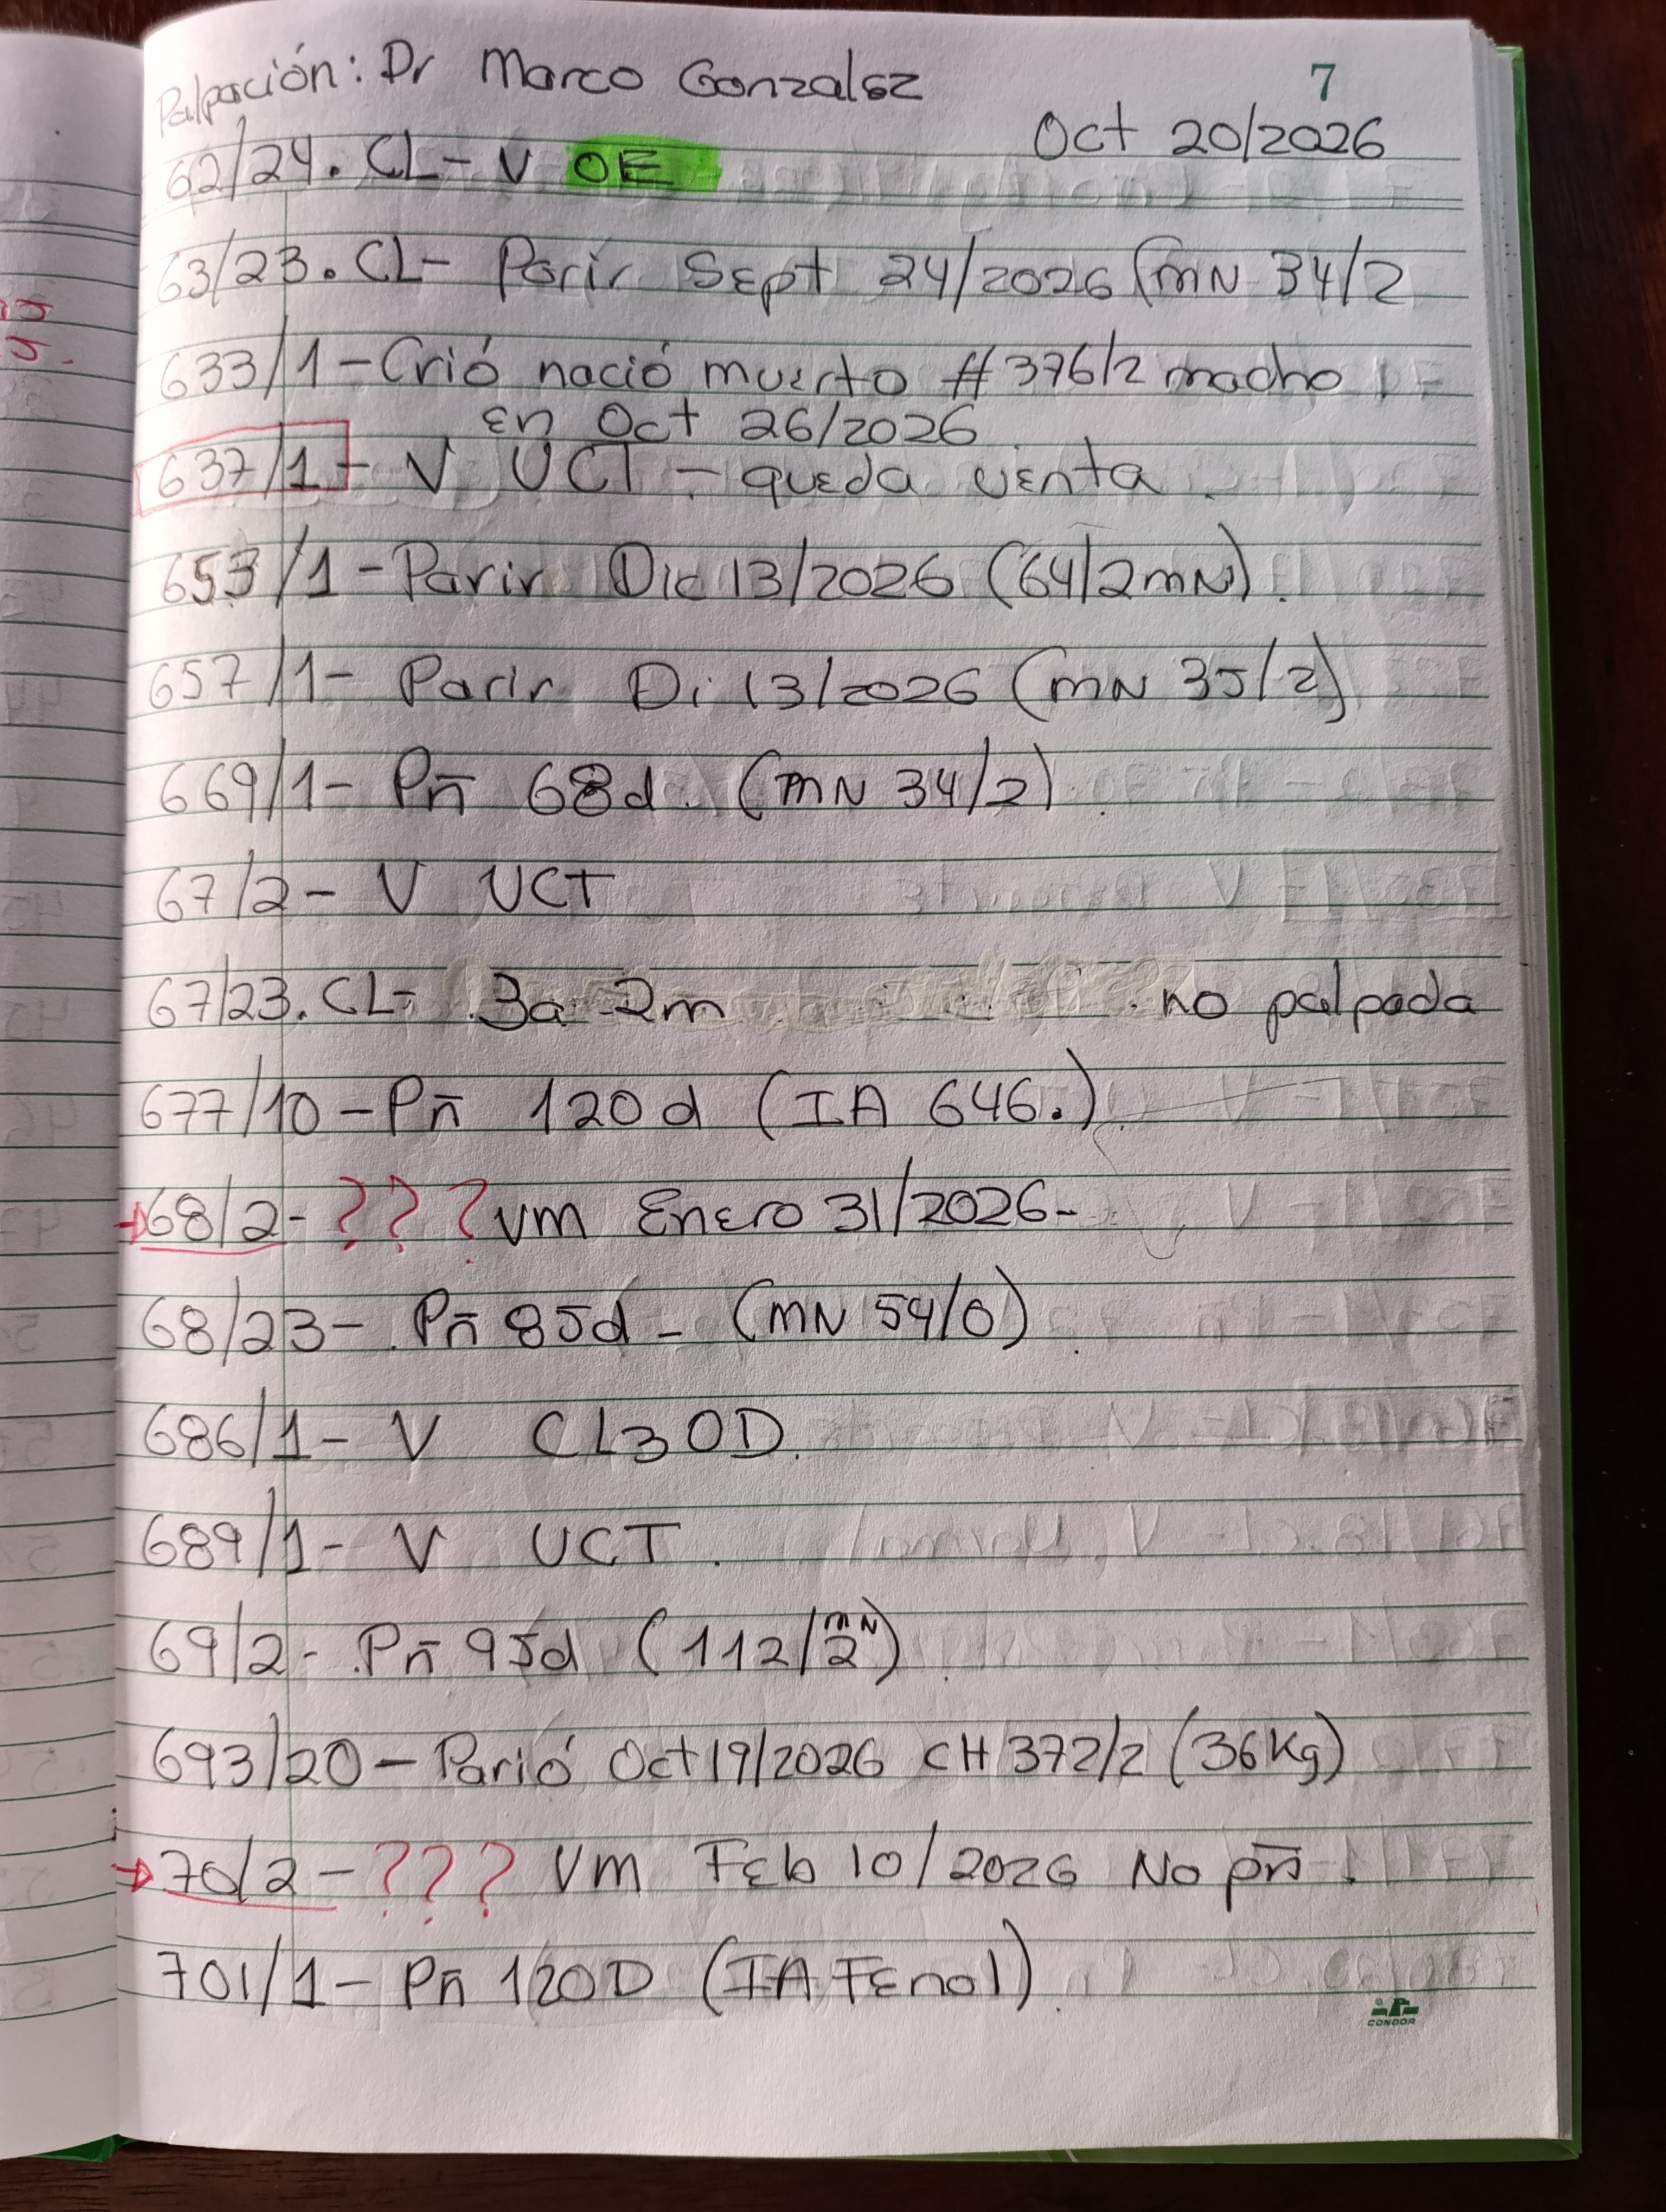 7
Palpación: Dr Marco Gonzalez
Oct 20/2026
62/24. CL - V OE
63/23. CL - Parir Sept 24/2026 (MN 34/2
633/1 - Crió nació muerto #376/2 macho
en Oct 26/2026
637/1 - V UCT - queda venta.
653/1 - Parir Dic 13/2026 (64/2 MN).
657/1 - Parir Di 13/2026 (MN 35/2)
669/1 - Pñ 68d. (MN 34/2).
67/2 - V UCT
67/23. CL - 3a 2m no palpada
677/10 - Pñ 120d (IA 646.)
→68/2 - ??? VM Enero 31/2026 -
68/23 - Pñ 85d - (MN 54/0).
686/1 - V CL3 OD.
689/1 - V UCT.
69/2 - Pñ 95d (112/2 MN).
693/20 - Parió Oct 19/2026 CH 372/2 (36Kg)
→70/2 - ??? VM Feb 10/2026 No pñ.
701/1 - Pñ 120D (IA Fenol).
CONDOR